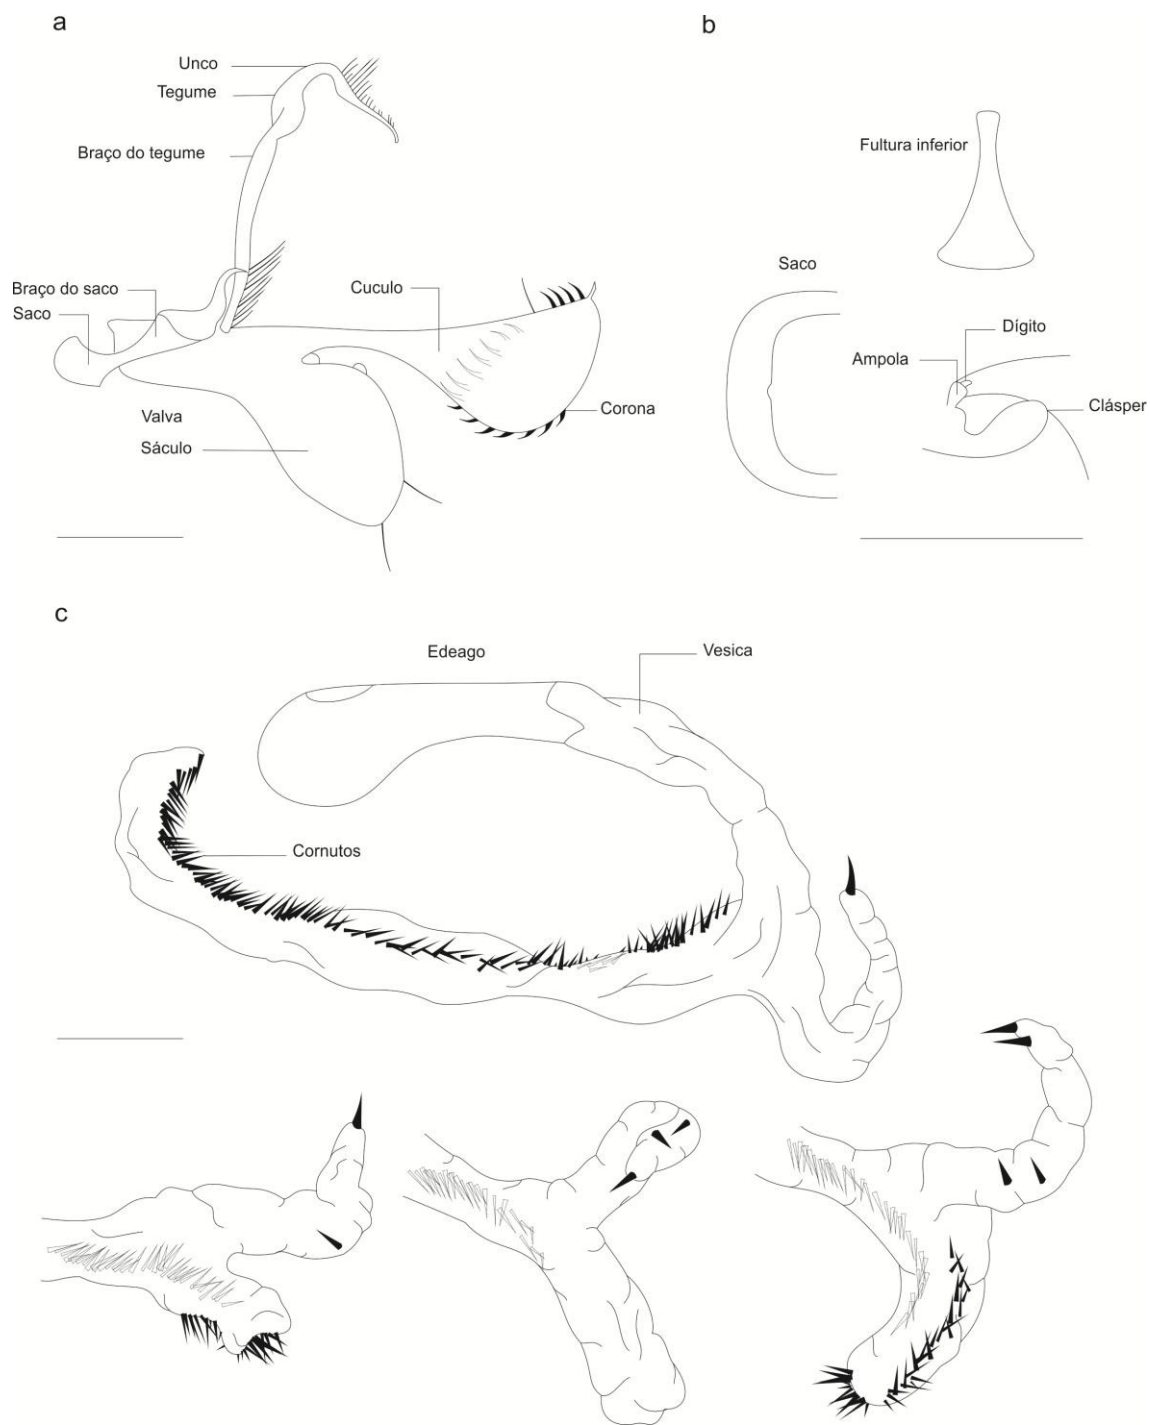 a
Unco
Tegume
Braço do tegume
Braço do saco
Saco
Cuculo
Corona
Valva
Sáculo
b
Fultura inferior
Saco
Dígito
Ampola
Clásper
c
Edeago
Vesica
Cornutos